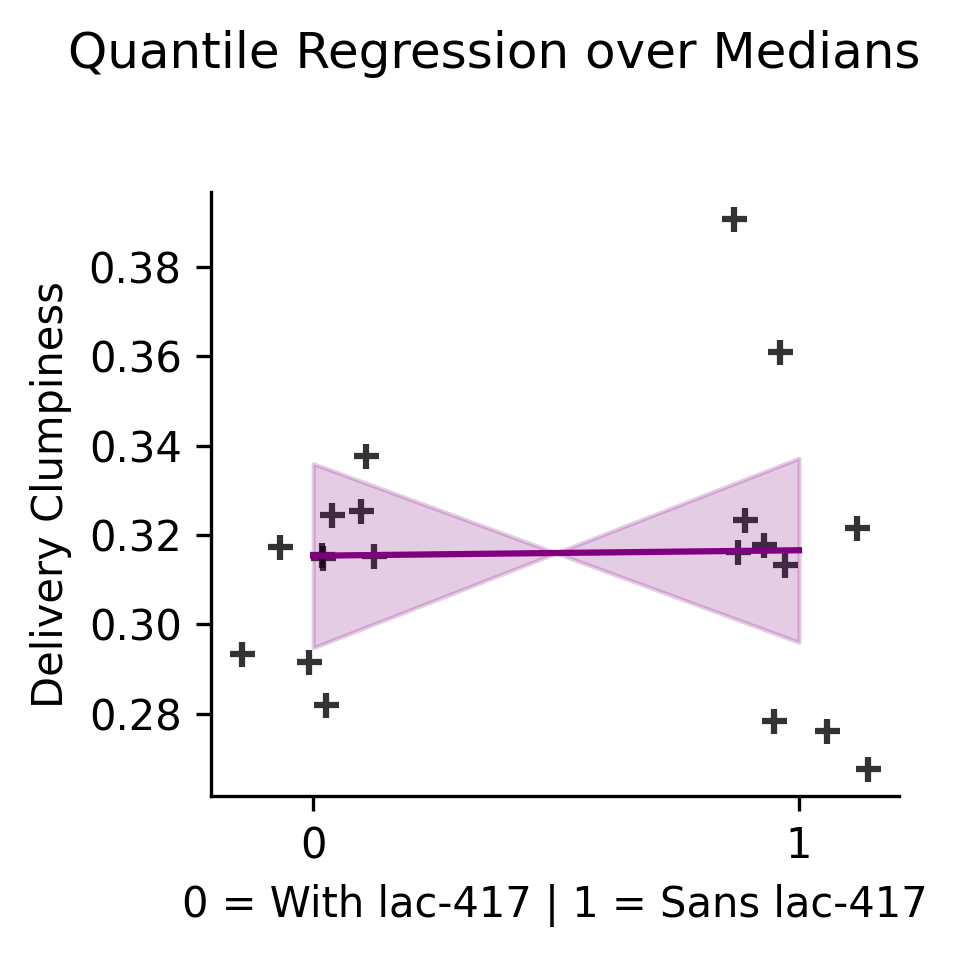 Quantile Regression over Medians
Delivery Clumpiness
0.38
0.36
0.34
0.32
0.30
0.28
0
1
0 = With lac-417 | 1 = Sans lac-417